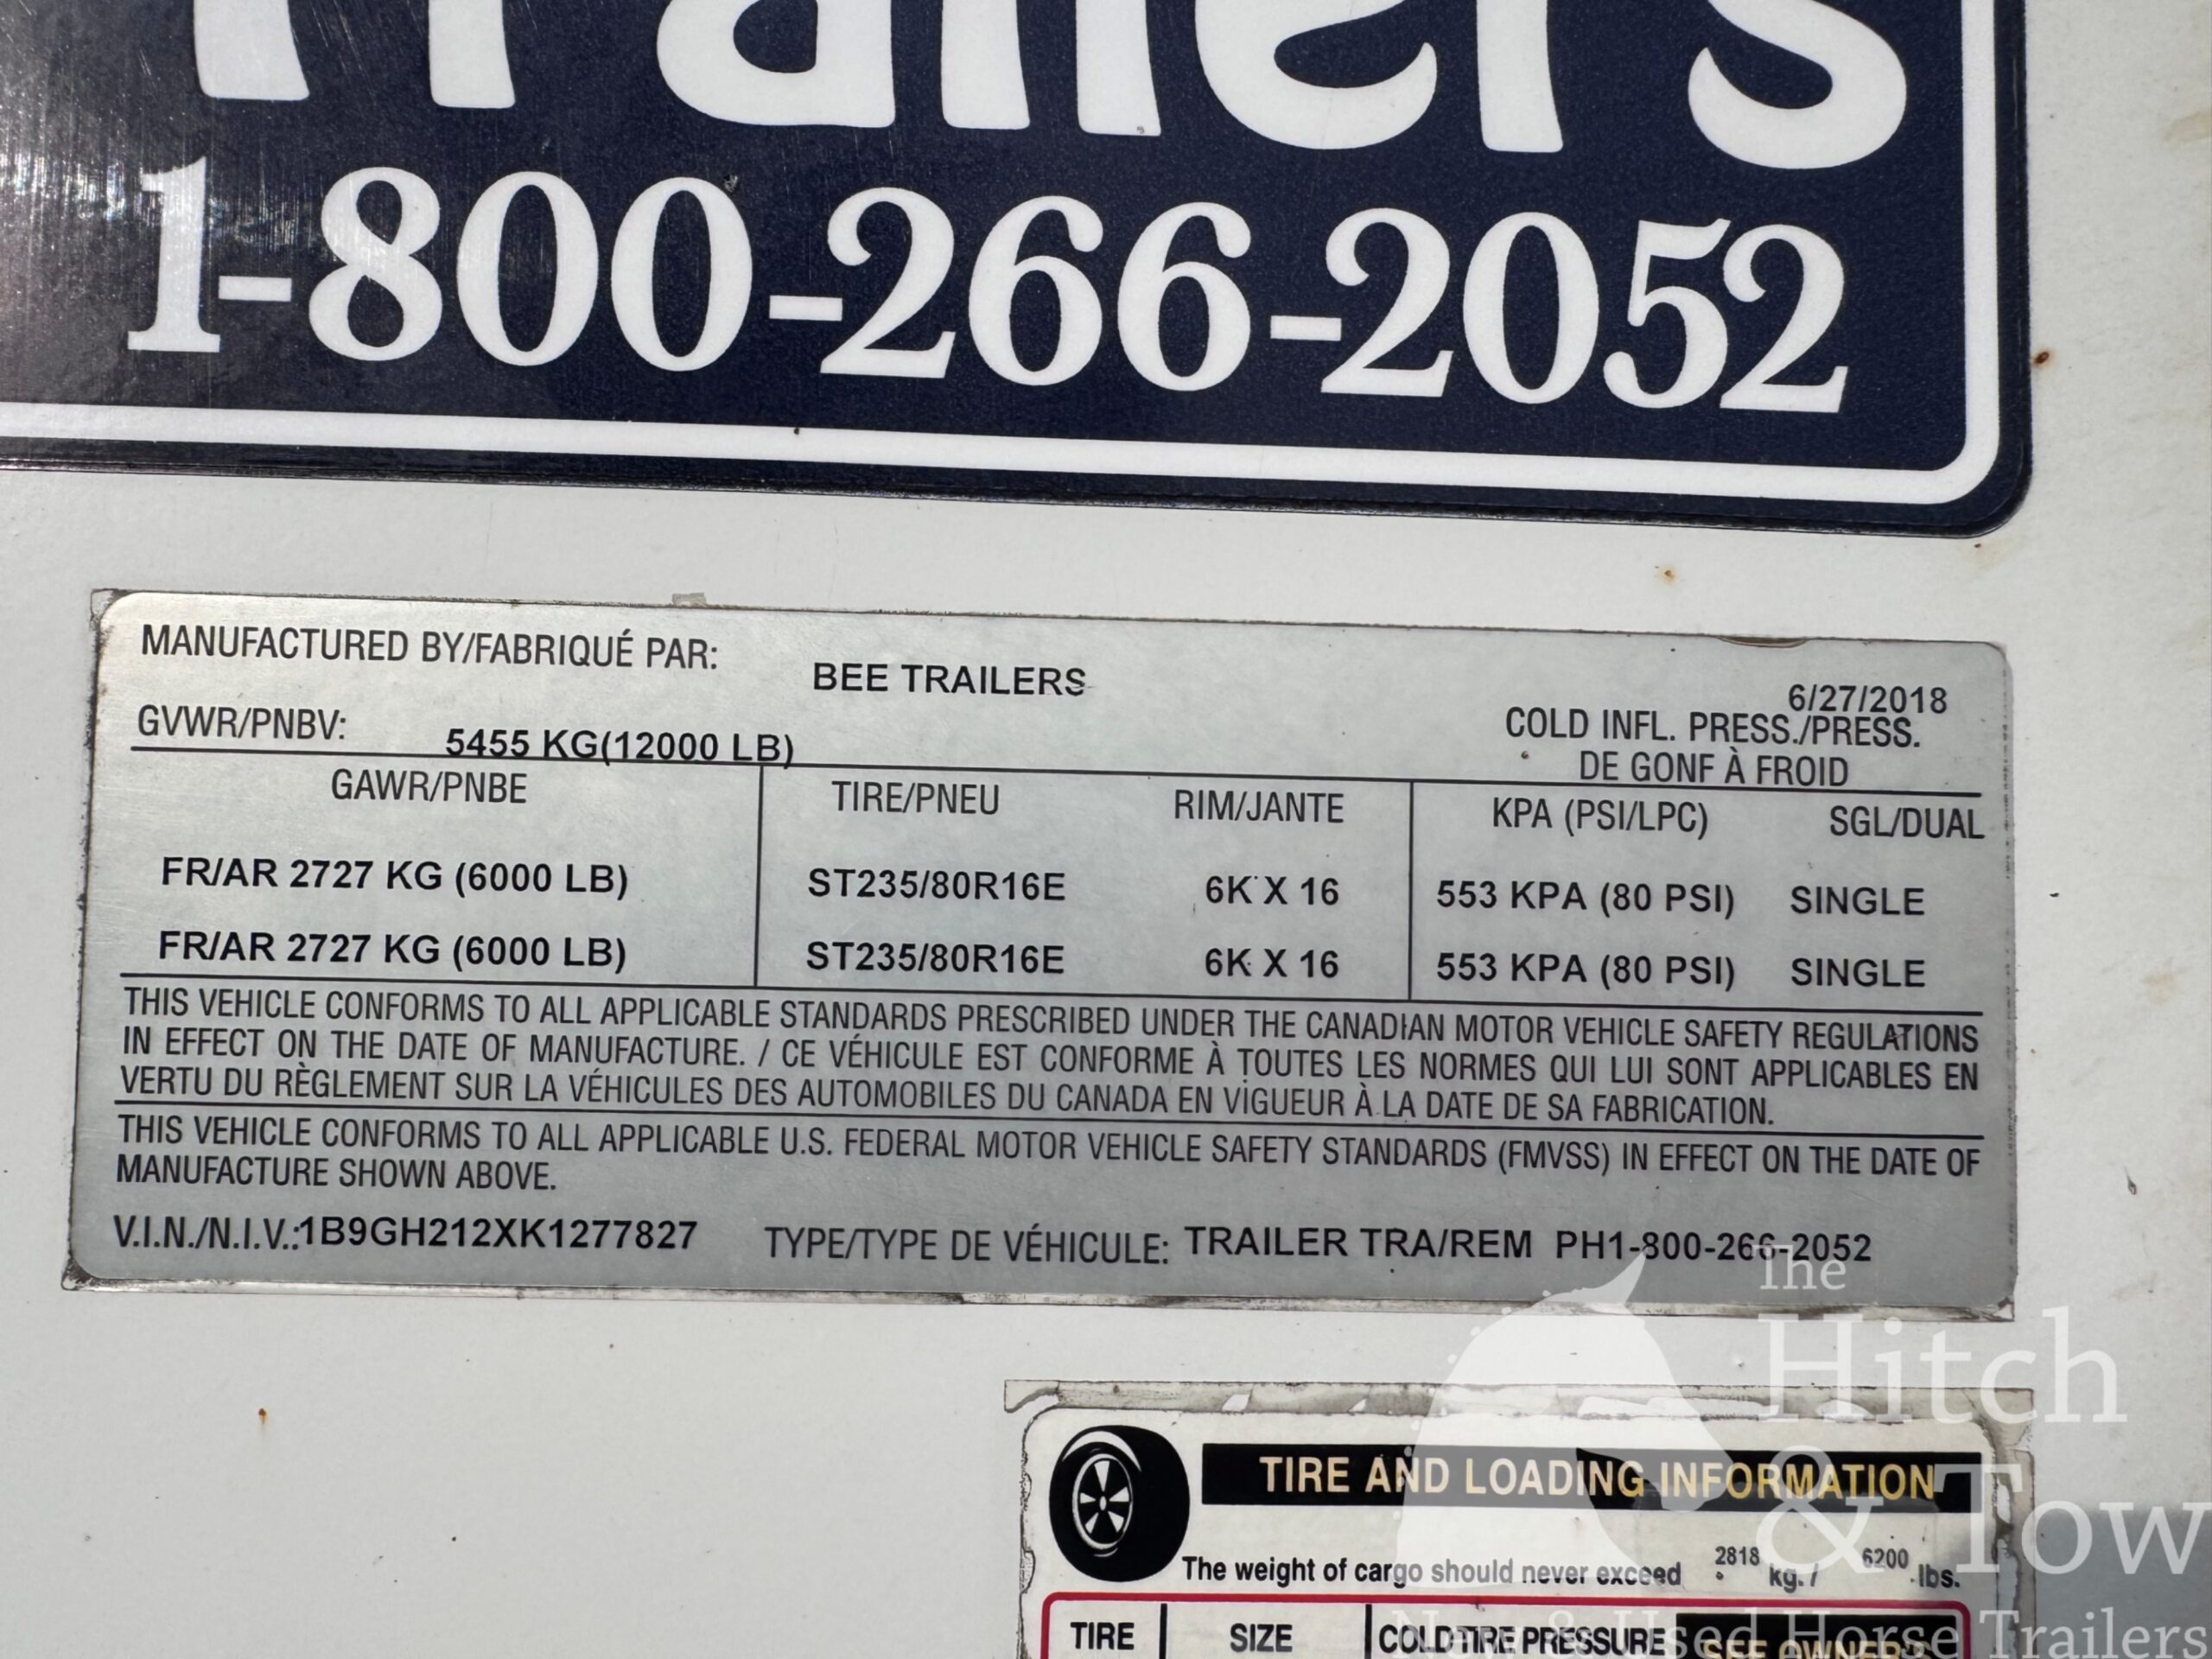 Trailers
1-800-266-2052
MANUFACTURED BY/FABRIQUÉ PAR: BEE TRAILERS
6/27/2018
GVWR/PNBV: 5455 KG(12000 LB)
COLD INFL. PRESS./PRESS.
DE GONF À FROID
GAWR/PNBE TIRE/PNEU RIM/JANTE KPA (PSI/LPC) SGL/DUAL
FR/AR 2727 KG (6000 LB) ST235/80R16E 6K X 16 553 KPA (80 PSI) SINGLE
FR/AR 2727 KG (6000 LB) ST235/80R16E 6K X 16 553 KPA (80 PSI) SINGLE
THIS VEHICLE CONFORMS TO ALL APPLICABLE STANDARDS PRESCRIBED UNDER THE CANADIAN MOTOR VEHICLE SAFETY REGULATIONS
IN EFFECT ON THE DATE OF MANUFACTURE. / CE VÉHICULE EST CONFORME À TOUTES LES NORMES QUI LUI SONT APPLICABLES EN
VERTU DU RÈGLEMENT SUR LA VÉHICULES DES AUTOMOBILES DU CANADA EN VIGUEUR À LA DATE DE SA FABRICATION.
THIS VEHICLE CONFORMS TO ALL APPLICABLE U.S. FEDERAL MOTOR VEHICLE SAFETY STANDARDS (FMVSS) IN EFFECT ON THE DATE OF
MANUFACTURE SHOWN ABOVE.
V.I.N./N.I.V.:1B9GH212XK1277827 TYPE/TYPE DE VÉHICULE: TRAILER TRA/REM PH1-800-266-2052
The
Hitch
& Tow
New & Used Horse Trailers
TIRE AND LOADING INFORMATION
The weight of cargo should never exceed 2818 kg. / 6200 lbs.
TIRE SIZE COLD TIRE PRESSURE SEE OWNER'S